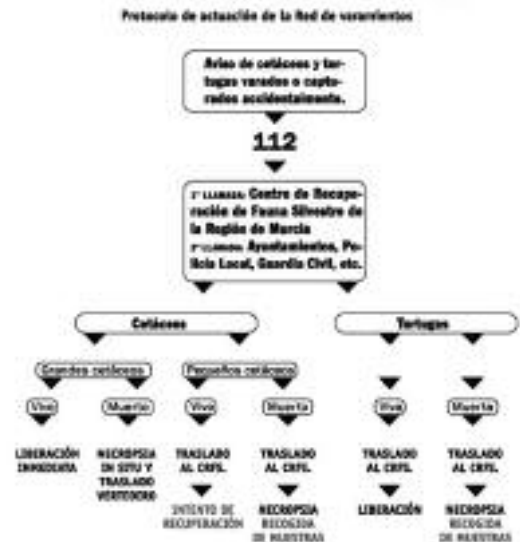 Protocolo de actuación de la Red de varamientos
Aviso de cetáceos y tor-
tugas varados o captu-
rados accidentalmente.
112
1ª LLAMADA: Centro de Recupe-
ración de Fauna Silvestre de
la Región de Murcia
2ª LLAMADA: Ayuntamientos, Po-
licía Local, Guardia Civil, etc.
Cetáceos
Tortugas
Grandes cetáceos
Pequeños cetáceos
Vivo
Muerto
Viva
Muerta
Viva
Muerta
LIBERACIÓN
INMEDIATA
NECROPSIA
IN SITU Y
TRASLADO
VERTEDERO
TRASLADO
AL CRFS.
INTENTO DE
RECUPERACIÓN
TRASLADO
AL CRFS.
NECROPSIA
RECOGIDA
DE MUESTRAS
TRASLADO
AL CRFS.
LIBERACIÓN
TRASLADO
AL CRFS.
NECROPSIA
RECOGIDA
DE MUESTRAS